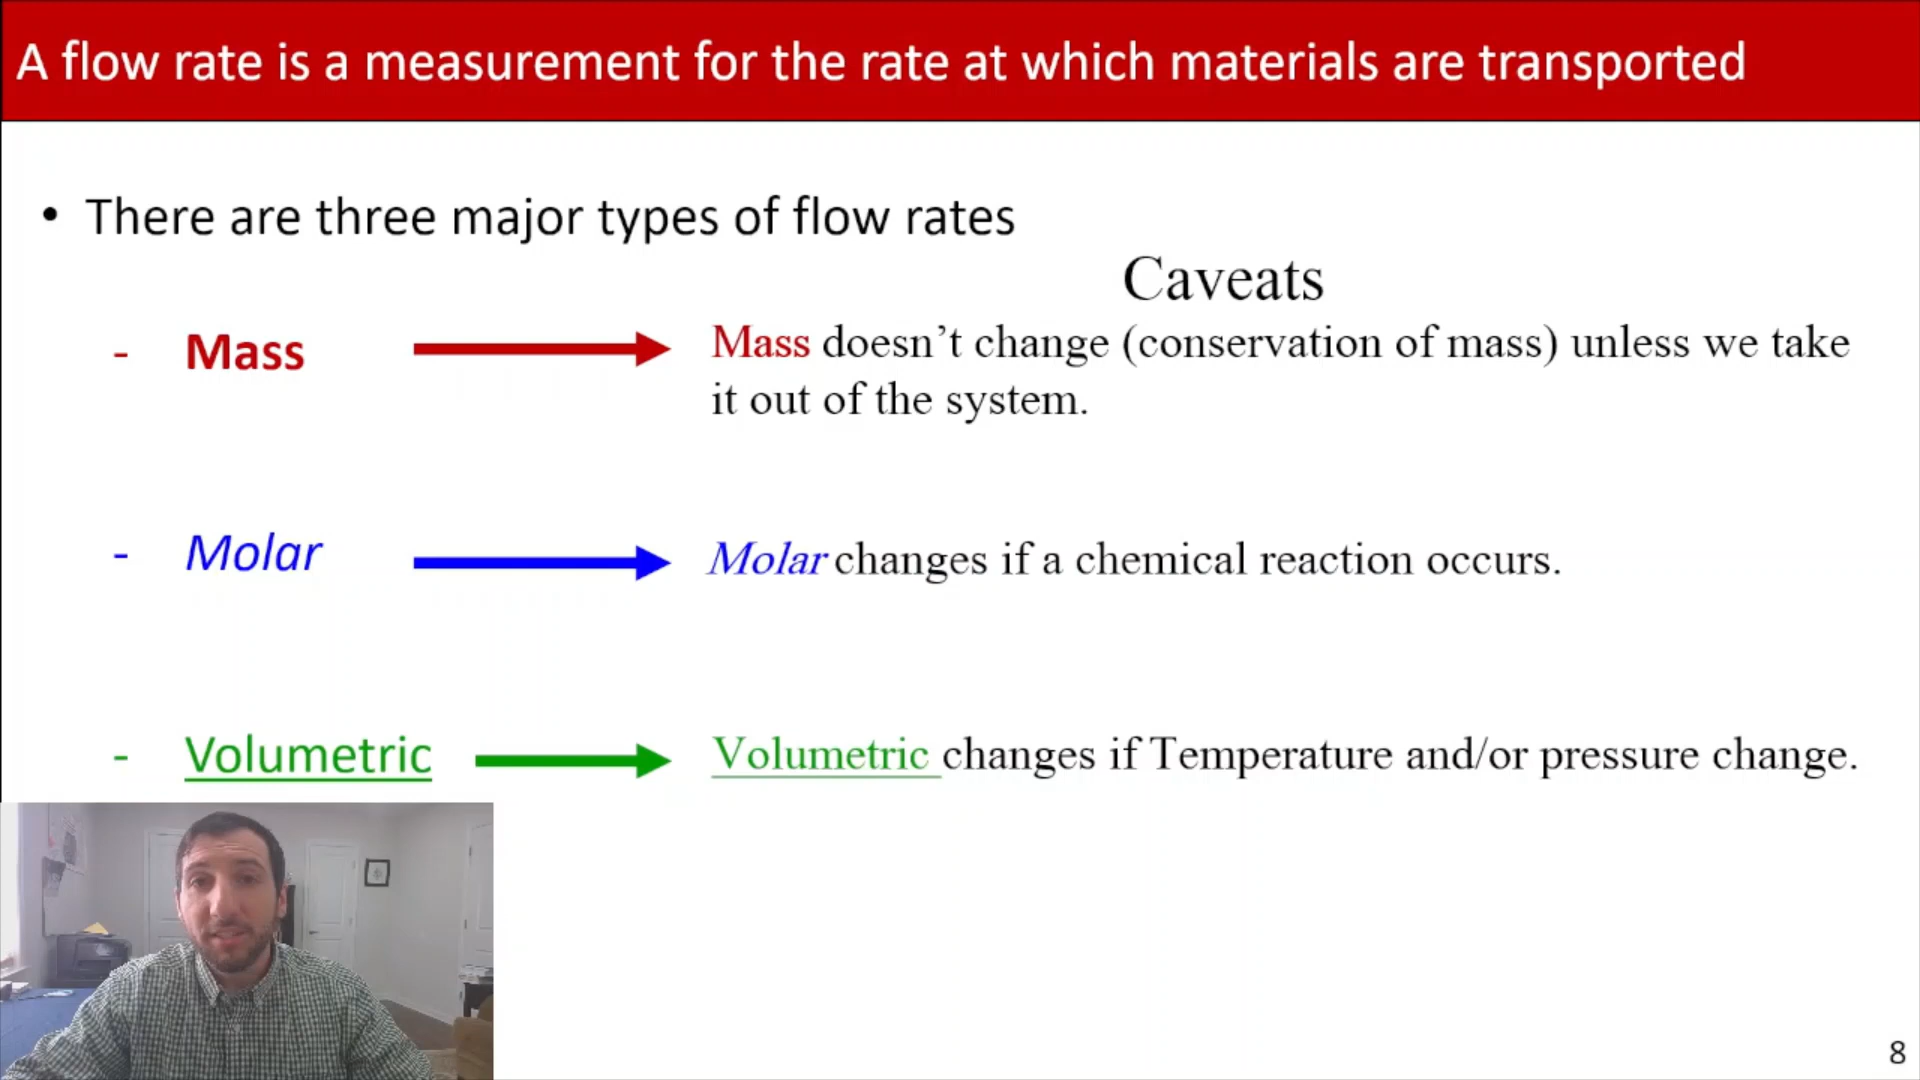 A flow rate is a measurement for the rate at which materials are transported
• There are three major types of flow rates
Caveats
- Mass
Mass doesn’t change (conservation of mass) unless we take
it out of the system.
- Molar
Molar changes if a chemical reaction occurs.
- Volumetric
Volumetric changes if Temperature and/or pressure change.
8